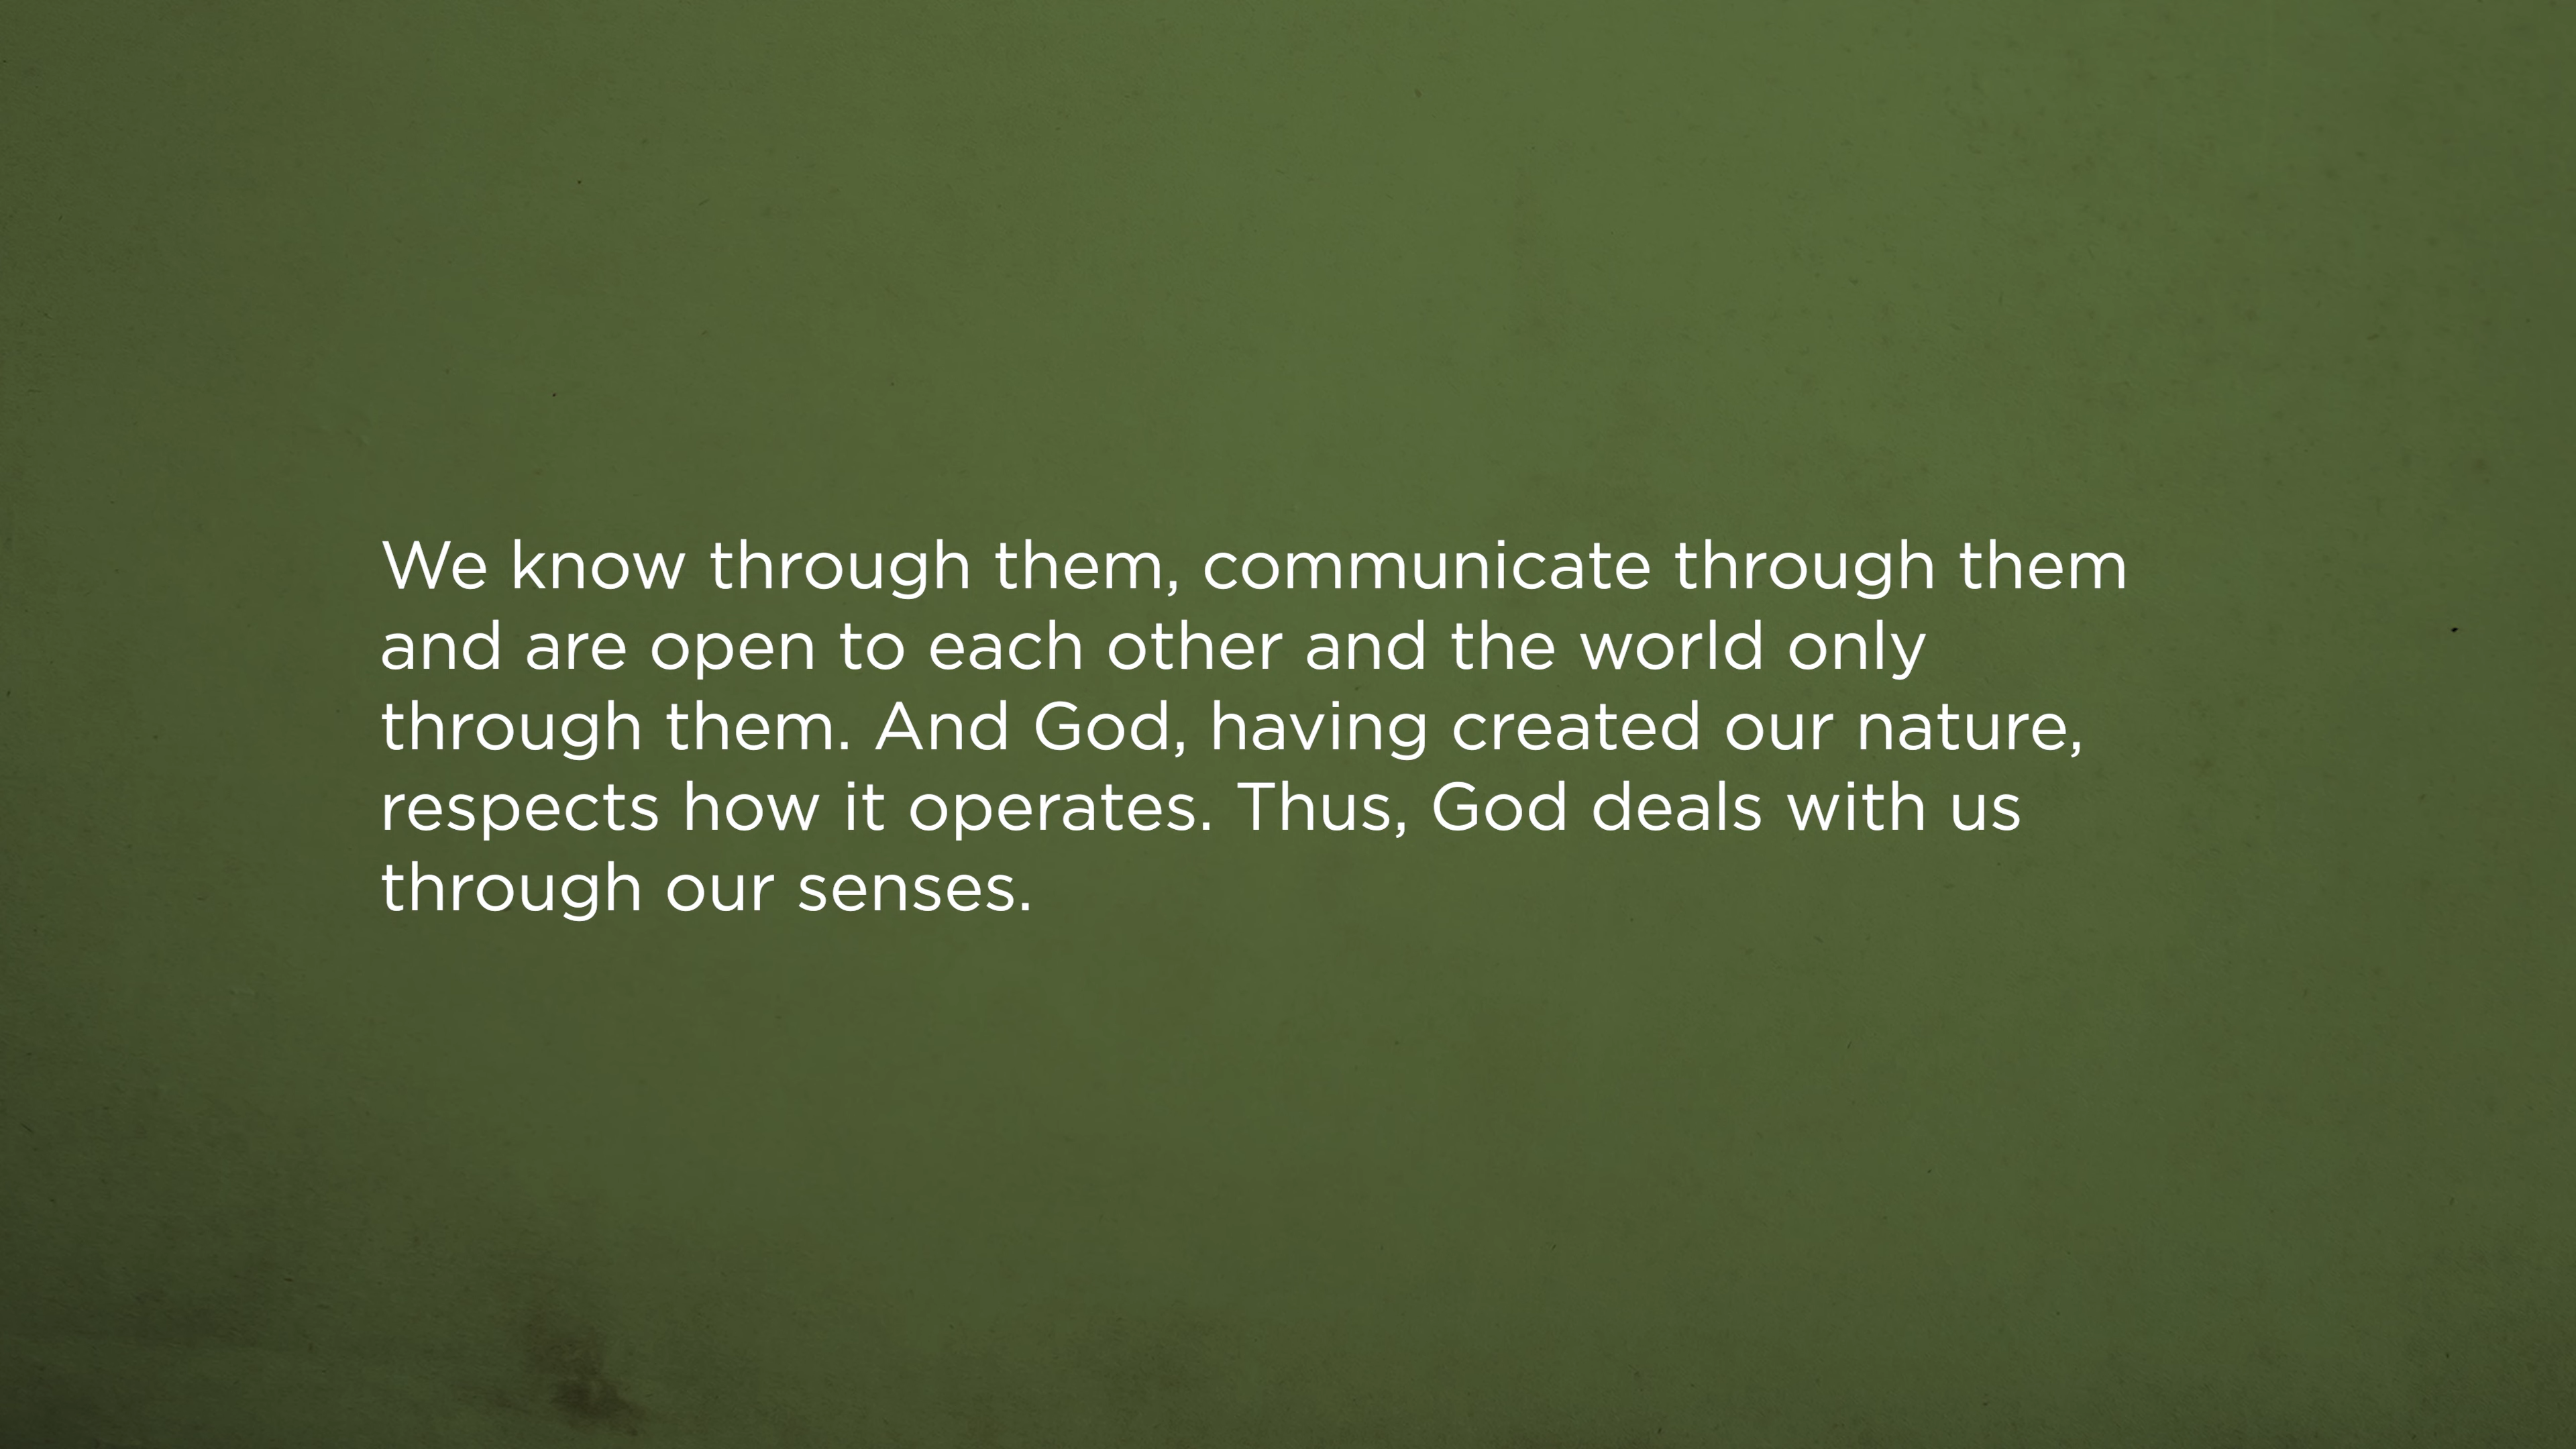 We know through them, communicate through them
and are open to each other and the world only
through them. And God, having created our nature,
respects how it operates. Thus, God deals with us
through our senses.